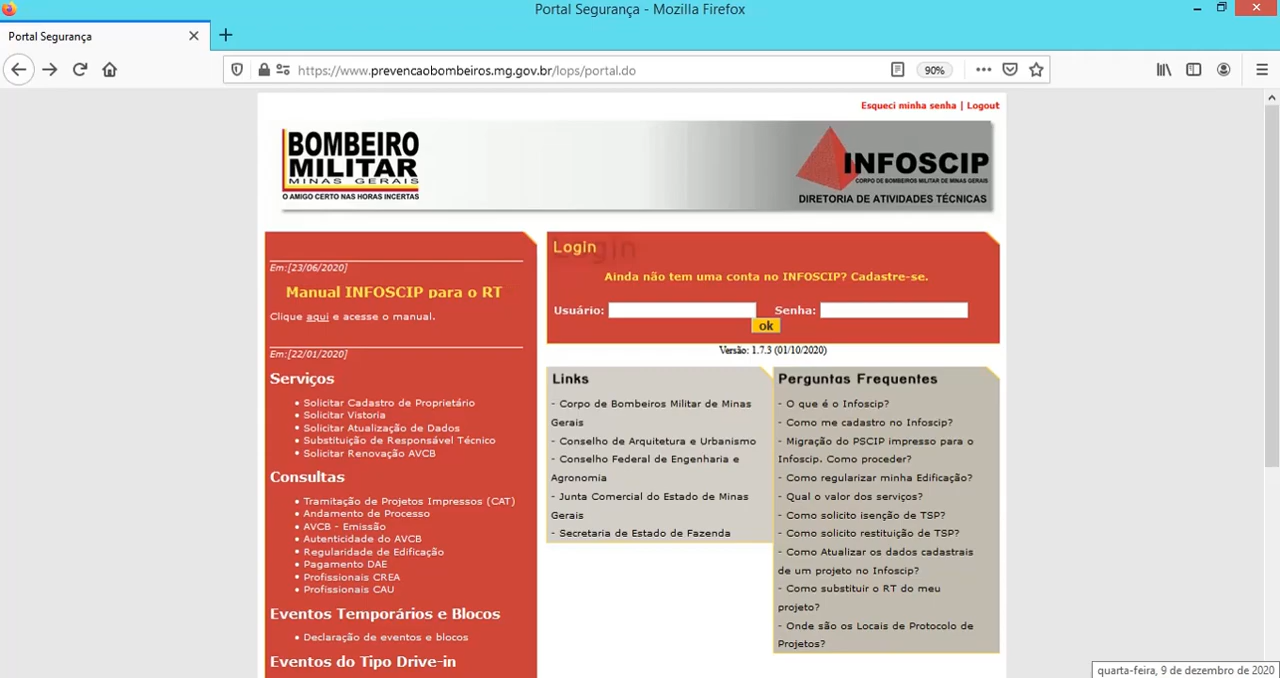 Portal Segurança - Mozilla Firefox
Portal Segurança
https://www.prevencaobombeiros.mg.gov.br/lops/portal.do
90%
Esqueci minha senha | Logout
BOMBEIRO
MILITAR
MINAS GERAIS
O AMIGO CERTO NAS HORAS INCERTAS
INFOSCIP
CORPO DE BOMBEIROS MILITAR DE MINAS GERAIS
DIRETORIA DE ATIVIDADES TÉCNICAS
Em:[23/06/2020]
Manual INFOSCIP para o RT
Clique aqui e acesse o manual.
Em:[22/01/2020]
Serviços
• Solicitar Cadastro de Proprietário
• Solicitar Vistoria
• Solicitar Atualização de Dados
• Substituição de Responsável Técnico
• Solicitar Renovação AVCB
Consultas
• Tramitação de Projetos Impressos (CAT)
• Andamento de Processo
• AVCB - Emissão
• Autenticidade do AVCB
• Regularidade de Edificação
• Pagamento DAE
• Profissionais CREA
• Profissionais CAU
Eventos Temporários e Blocos
• Declaração de eventos e blocos
Eventos do Tipo Drive-in
Login
Ainda não tem uma conta no INFOSCIP? Cadastre-se.
Usuário: Senha:
ok
Versão: 1.7.3 (01/10/2020)
Links
- Corpo de Bombeiros Militar de Minas
Gerais
- Conselho de Arquitetura e Urbanismo
- Conselho Federal de Engenharia e
Agronomia
- Junta Comercial do Estado de Minas
Gerais
- Secretaria de Estado de Fazenda
Perguntas Frequentes
- O que é o Infoscip?
- Como me cadastro no Infoscip?
- Migração do PSCIP impresso para o
Infoscip. Como proceder?
- Como regularizar minha Edificação?
- Qual o valor dos serviços?
- Como solicito isenção de TSP?
- Como solicito restituição de TSP?
- Como Atualizar os dados cadastrais
de um projeto no Infoscip?
- Como substituir o RT do meu
projeto?
- Onde são os Locais de Protocolo de
Projetos?
quarta-feira, 9 de dezembro de 2020